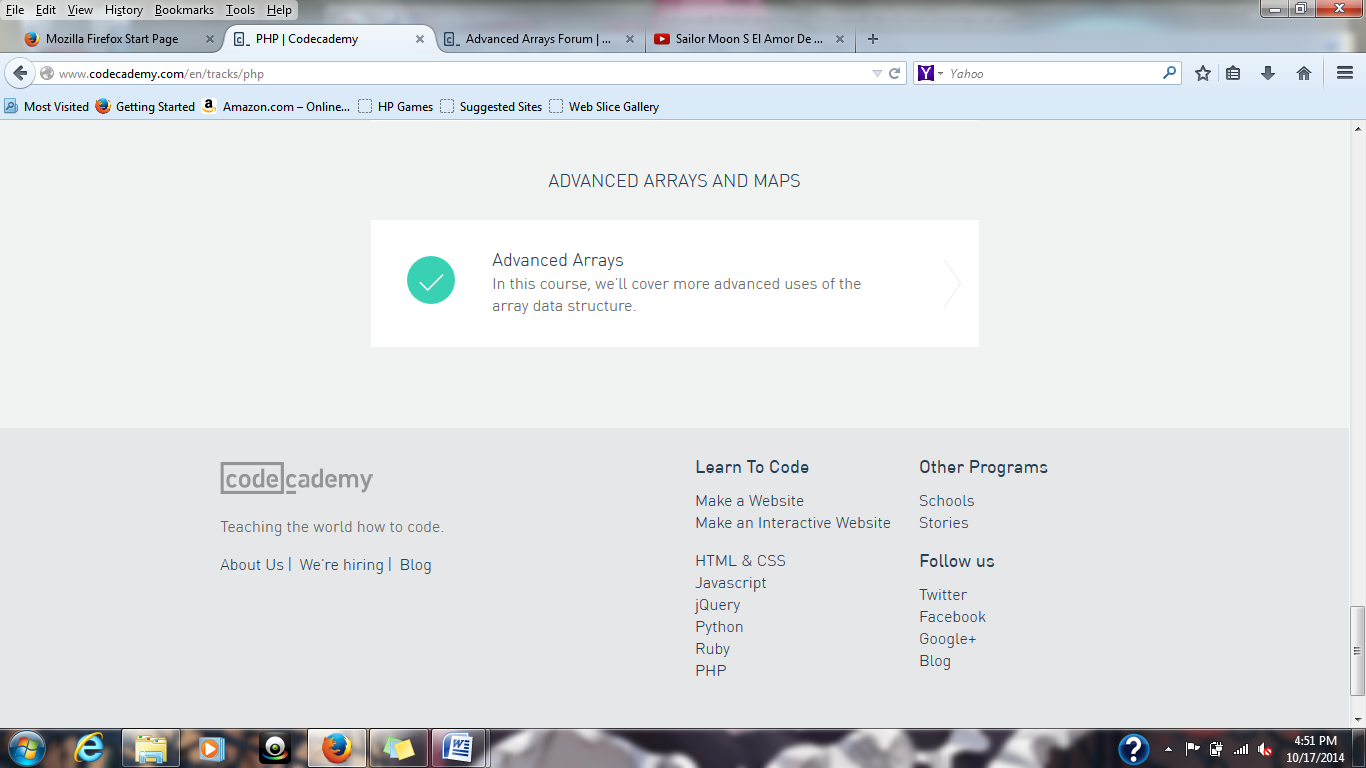 File Edit View History Bookmarks Tools Help
Mozilla Firefox Start Page
PHP | Codecademy
Advanced Arrays Forum | ...
Sailor Moon S El Amor De ...
www.codecademy.com/en/tracks/php
Yahoo
Most Visited Getting Started Amazon.com – Online... HP Games Suggested Sites Web Slice Gallery
ADVANCED ARRAYS AND MAPS
Advanced Arrays
In this course, we'll cover more advanced uses of the
array data structure.
codecademy
Teaching the world how to code.
About Us | We're hiring | Blog
Learn To Code
Make a Website
Make an Interactive Website
HTML & CSS
Javascript
jQuery
Python
Ruby
PHP
Other Programs
Schools
Stories
Follow us
Twitter
Facebook
Google+
Blog
4:51 PM
10/17/2014